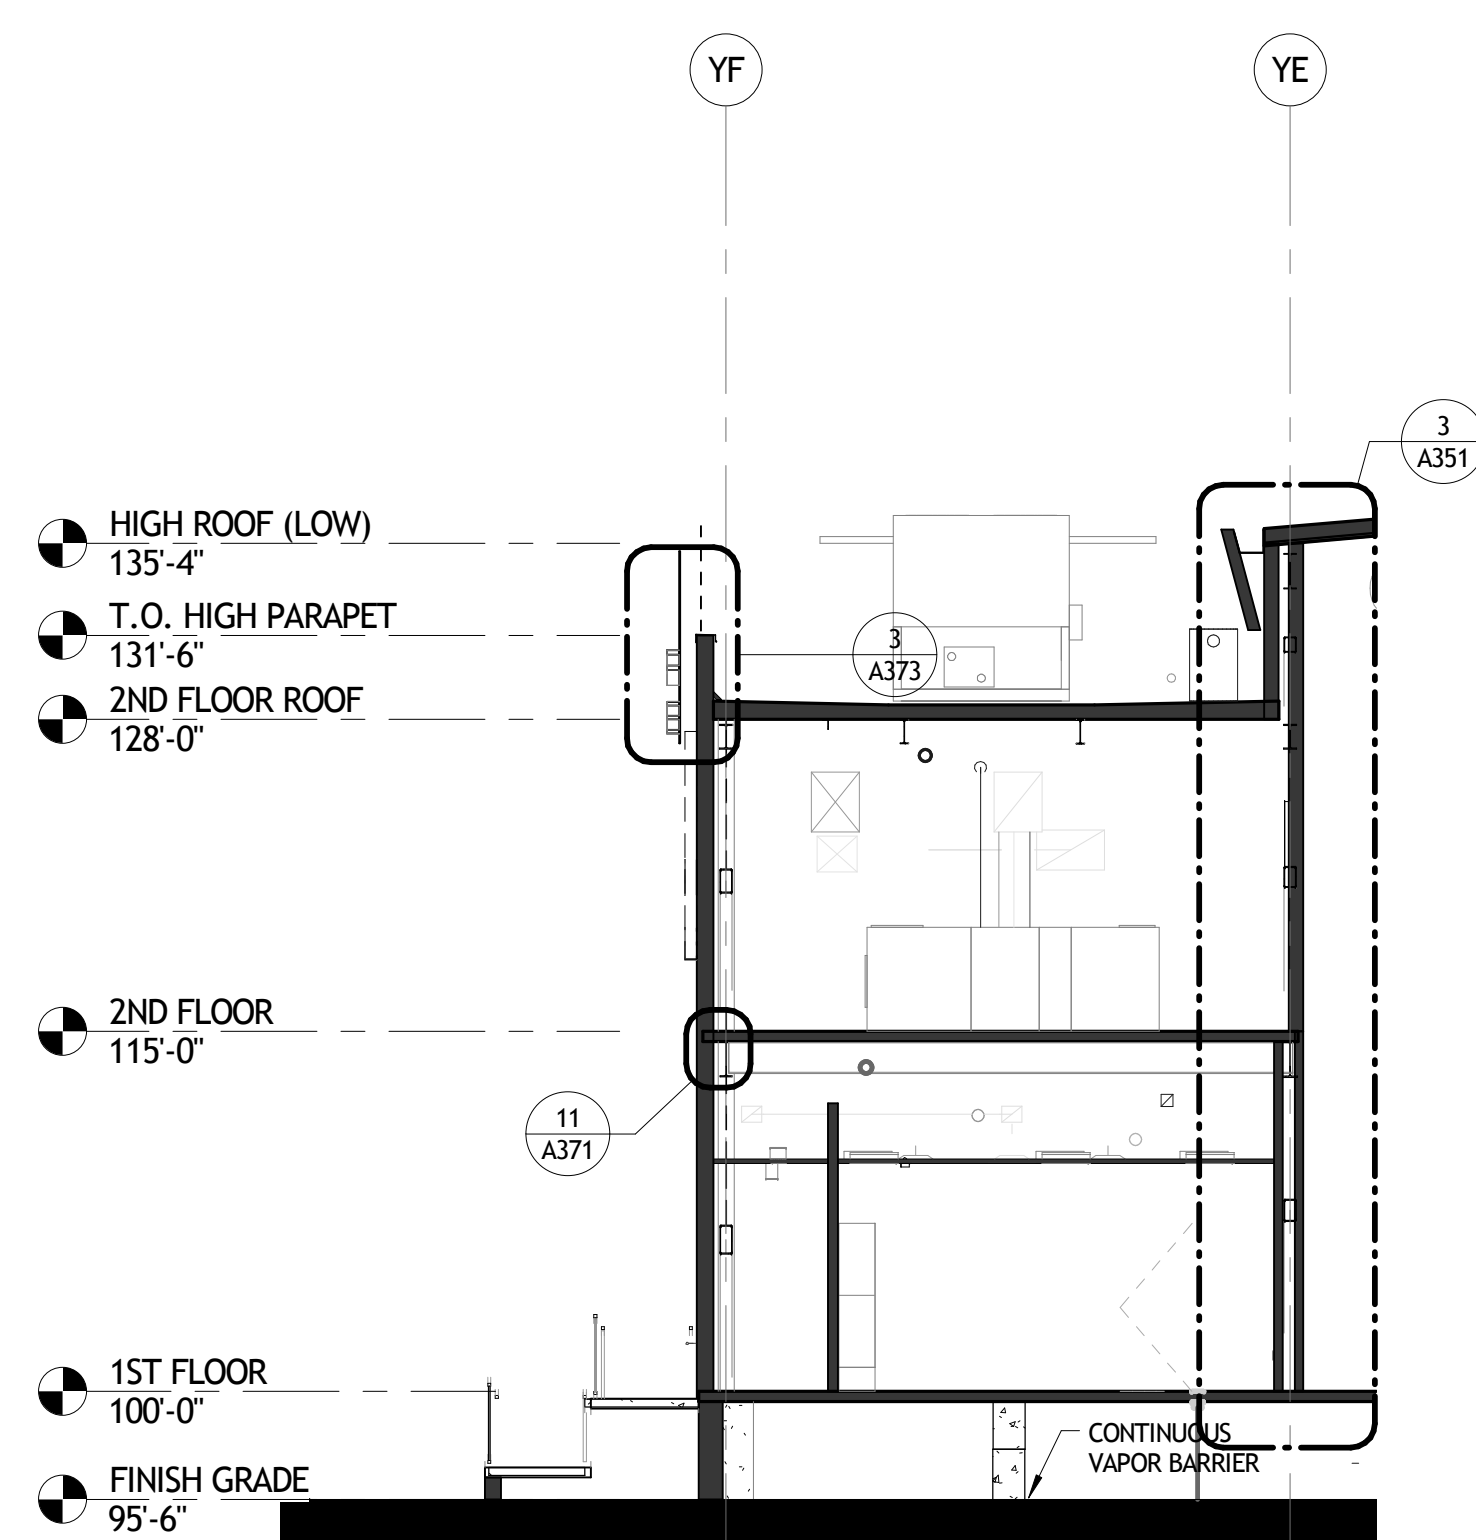 YF
YE
3
A351
HIGH ROOF (LOW)
135'-4"
T.O. HIGH PARAPET
131'-6"
3
A373
2ND FLOOR ROOF
128'-0"
2ND FLOOR
115'-0"
11
A371
1ST FLOOR
100'-0"
CONTINUOUS
VAPOR BARRIER
FINISH GRADE
95'-6"